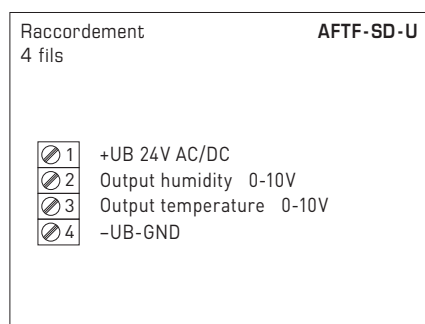 Raccordement AFTF-SD-U
4 fils
1 +UB 24V AC/DC
2 Output humidity 0-10V
3 Output temperature 0-10V
4 –UB-GND